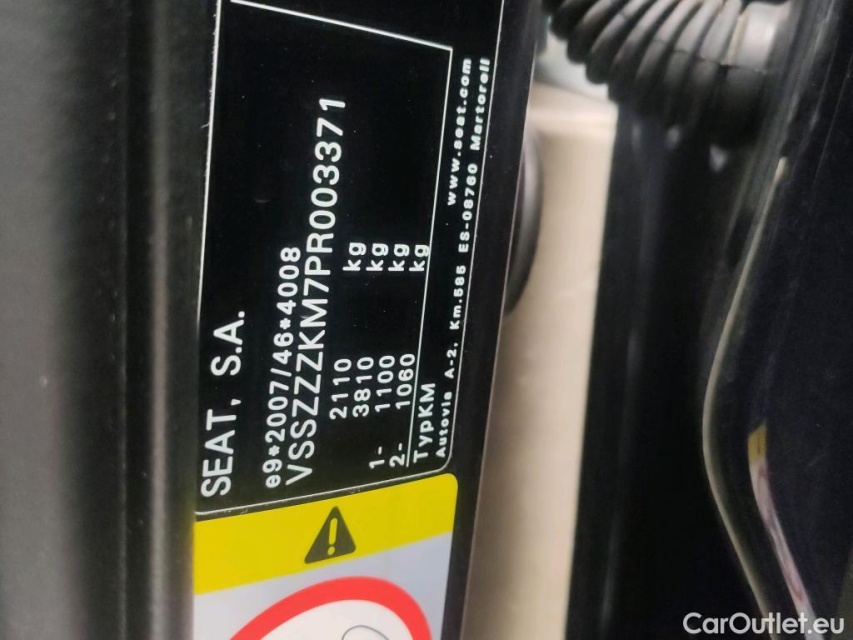 SEAT, S.A.
e9*2007/46*4008
VSSZZZKM7PR003371
2110 kg
3810 kg
1- 1100 kg
2- 1060 kg
TypKM
Autovia A-2, Km.585 ES-08760 Martorell
www.seat.com
CarOutlet.eu